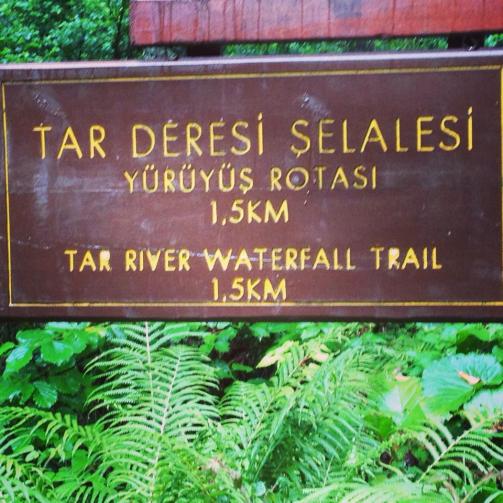 TAR DERESİ ŞELALESİ
YÜRÜYÜŞ ROTASI
1,5KM
TAR RIVER WATERFALL TRAIL
1,5KM